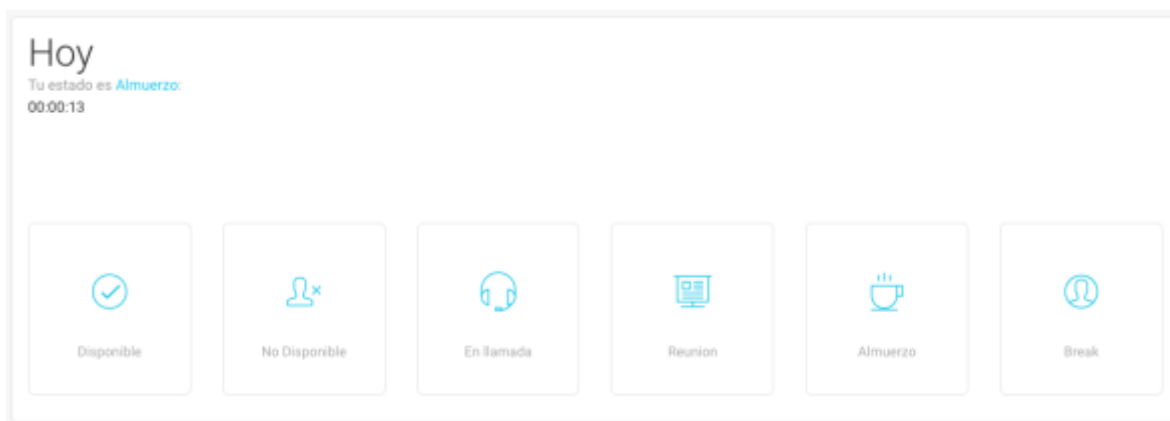 Hoy
Tu estado es Almuerzo:
00:00:13
Disponible
No Disponible
En llamada
Reunion
Almuerzo
Break